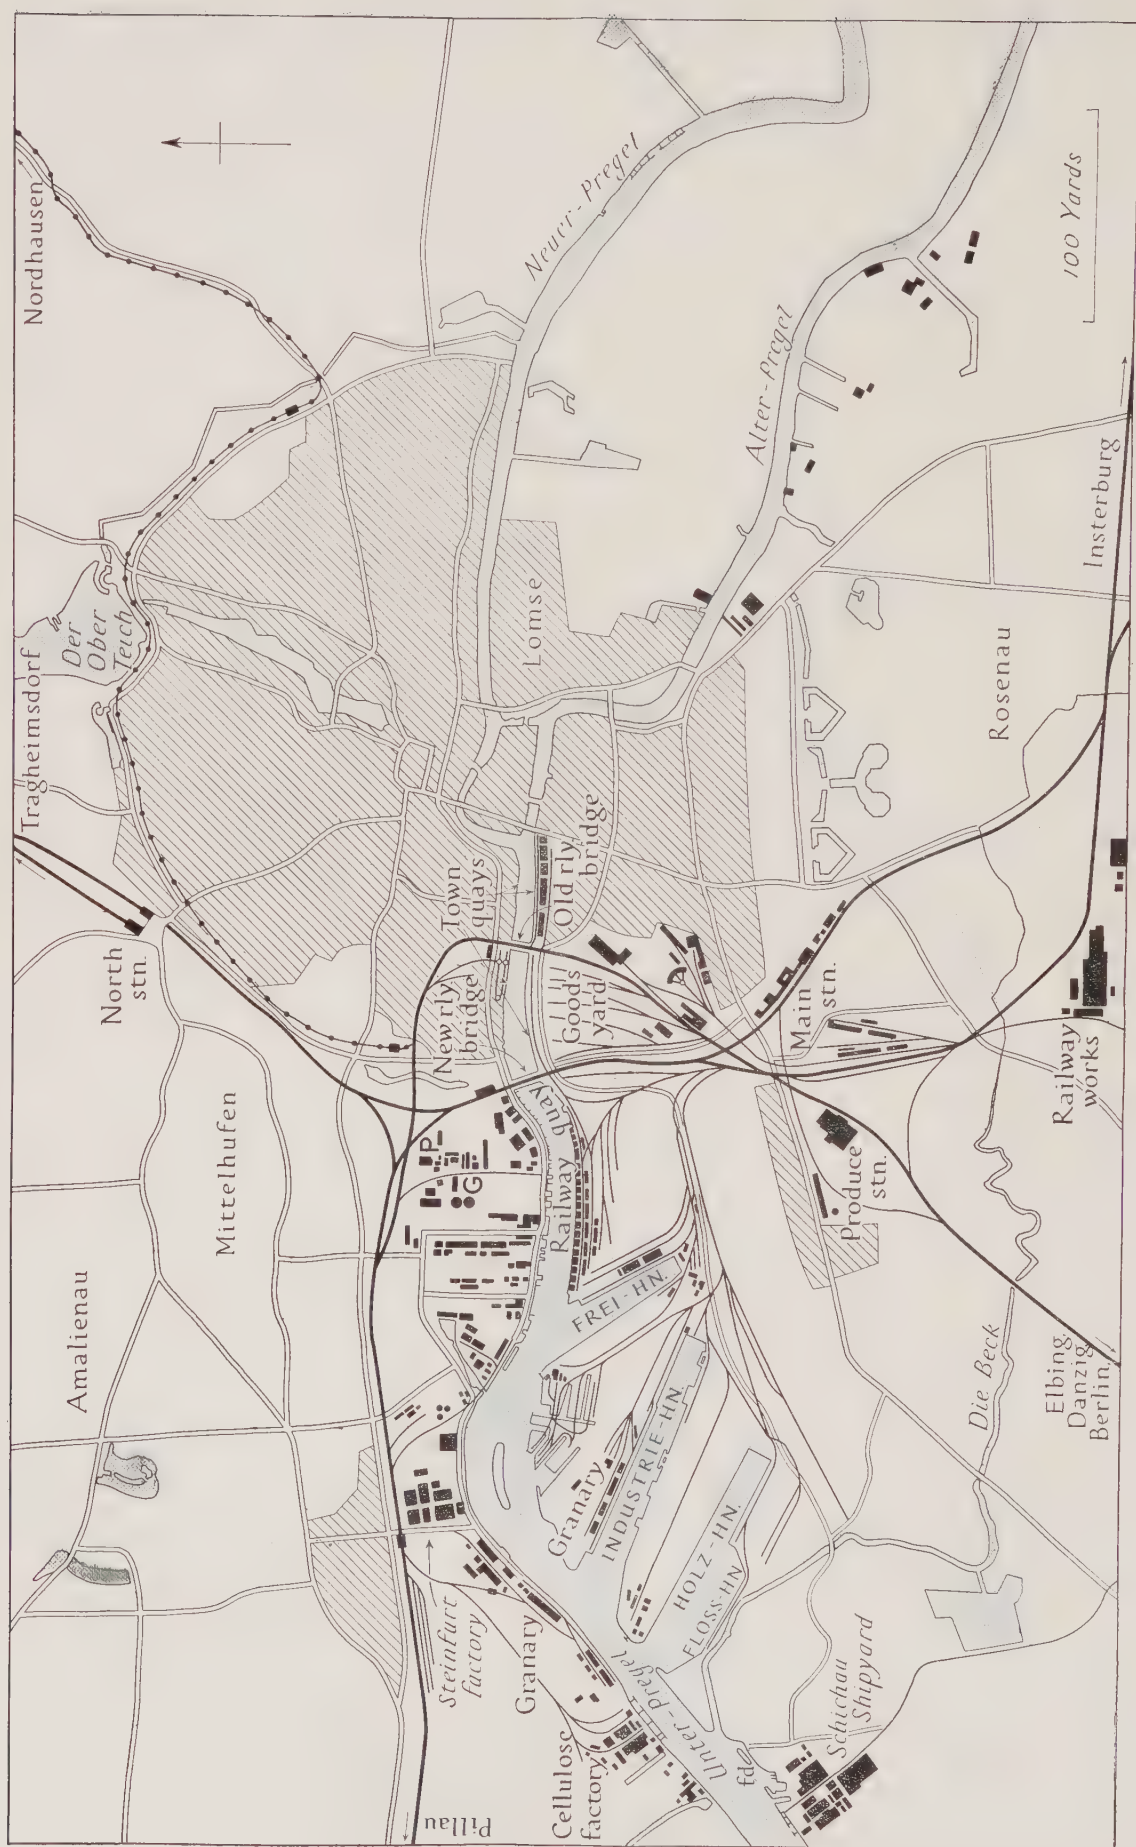 Nordhausen
Tragheimsdorf
Der
Ober
Teich
North
stn.
Amalienau
Mittelhufen
Neuer-Pregel
Alter-Pregel
Lomse
Town
quays
Old rly
bridge
New rly
bridge
Goods
yard
Railway quay
P
G
Main
stn.
Rosenau
Insterburg
100 Yards
Railway
works
Produce
stn.
FREI-HN.
Granary
INDUSTRIE-HN.
HOLZ-HN.
FLOSS-HN
Die Beck
Elbing.
Danzig.
Berlin.
Steinfurt
factory
Granary
Cellulose
factory
Pillau
Unter-Pregel
f.d.
Schichau
Shipyard